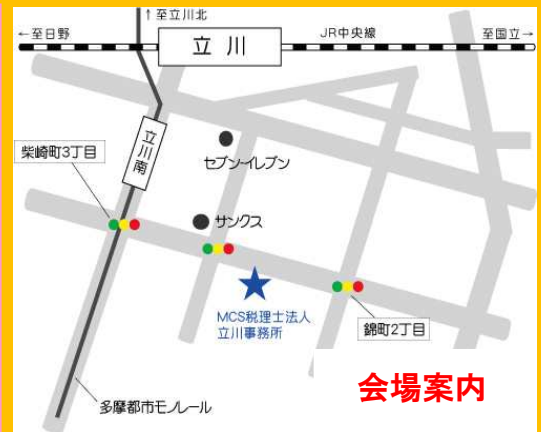 ↑至立川北
←至日野
立川
JR中央線
至国立→
立川南
柴崎町3丁目
セブン-イレブン
サンクス
MCS税理士法人
立川事務所
錦町2丁目
会場案内
多摩都市モノレール